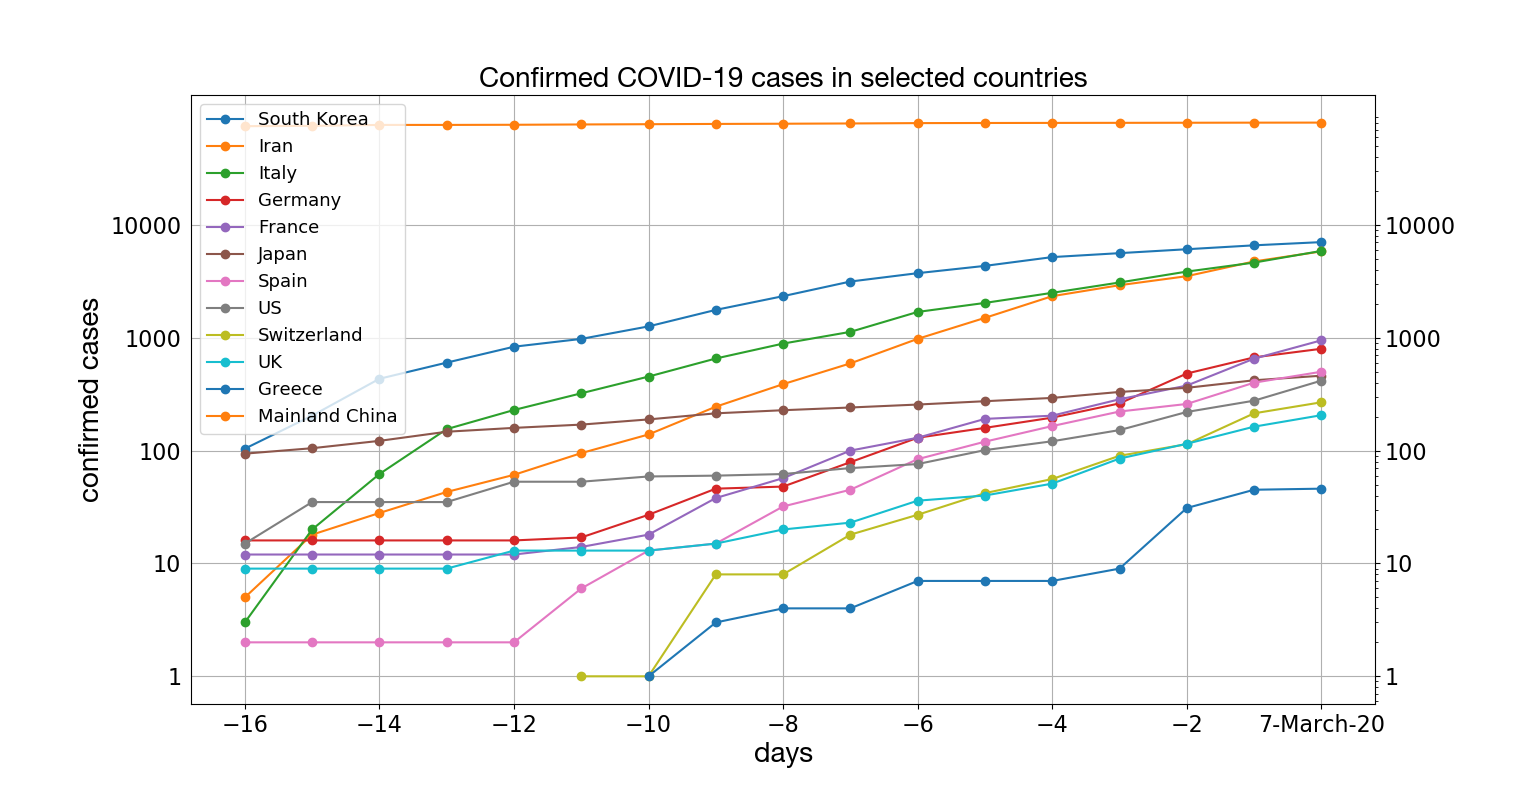 Confirmed COVID-19 cases in selected countries
South Korea
Iran
Italy
Germany
France
Japan
Spain
US
Switzerland
UK
Greece
Mainland China
confirmed cases
10000
1000
100
10
1
10000
1000
100
10
1
−16 −14 −12 −10 −8 −6 −4 −2 7-March-20
days